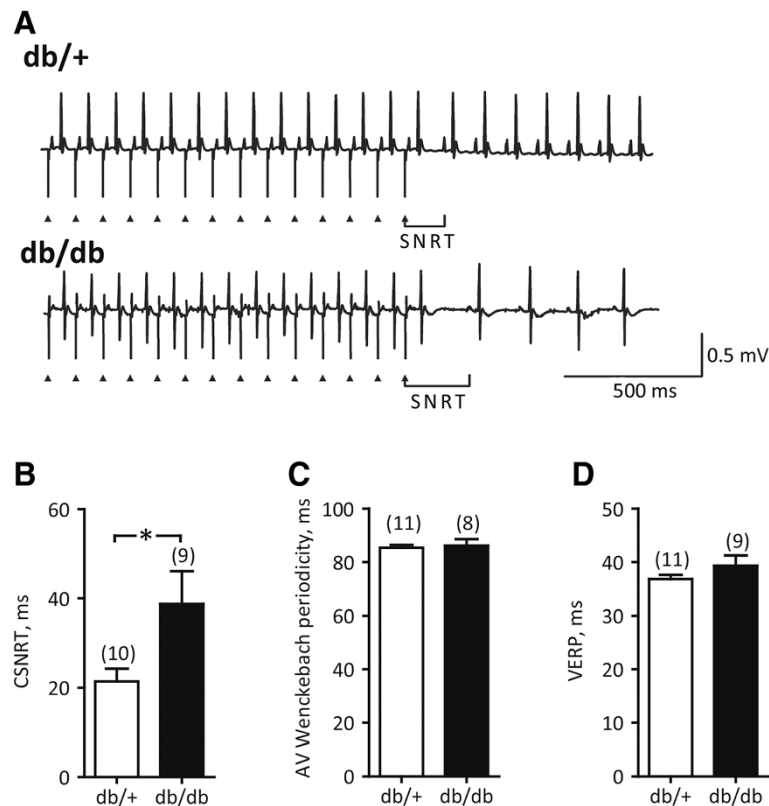 A
db/+
SNRT
db/db
SNRT
0.5 mV
500 ms
B
CSNRT, ms
60
40
20
0
*
(10)
(9)
db/+
db/db
C
AV Wenckebach periodicity, ms
100
80
60
40
20
0
(11)
(8)
db/+
db/db
D
VERP, ms
50
40
30
20
10
0
(11)
(9)
db/+
db/db